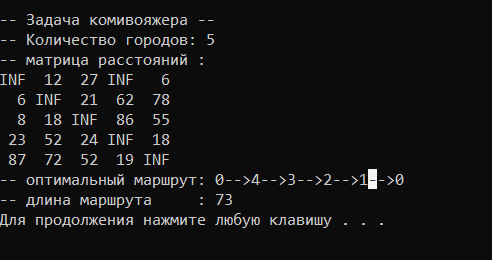 -- Задача комивояжера --
-- Количество городов: 5
-- матрица расстояний :
INF  12  27 INF   6
  6 INF  21  62  78
  8  18 INF  86  55
 23  52  24 INF  18
 87  72  52  19 INF
-- оптимальный маршрут: 0-->4-->3-->2-->1-->0
-- длина маршрута     : 73
Для продолжения нажмите любую клавишу . . .